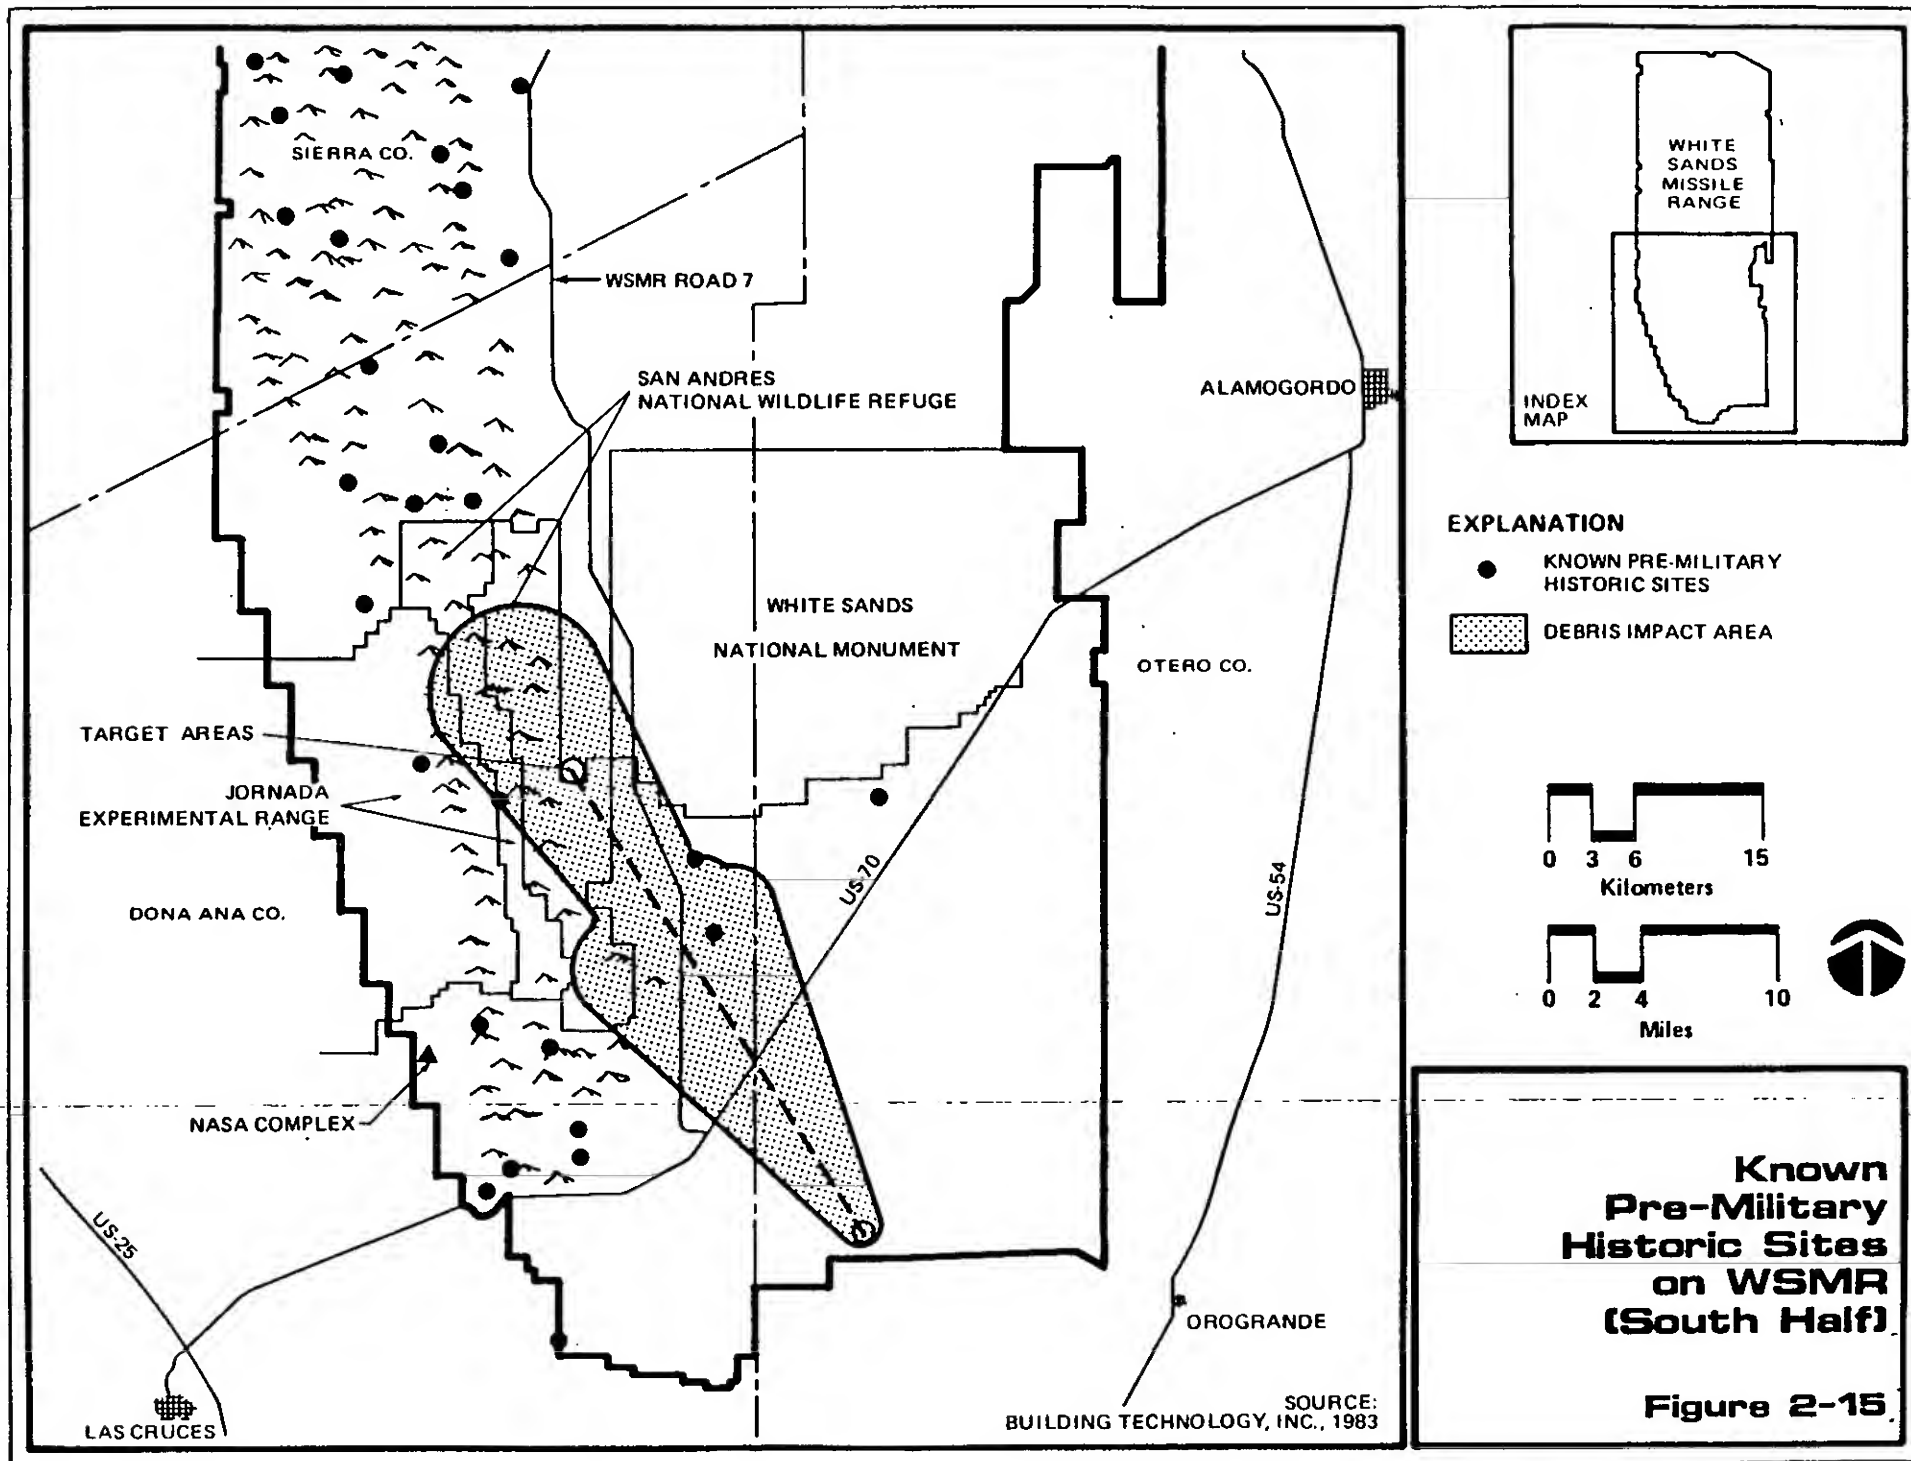 SIERRA CO.
WSMR ROAD 7
SAN ANDRES
NATIONAL WILDLIFE REFUGE
ALAMOGORDO
WHITE SANDS
NATIONAL MONUMENT
OTERO CO.
TARGET AREAS
JORNADA
EXPERIMENTAL RANGE
DONA ANA CO.
US-70
US-54
NASA COMPLEX
US-25
LAS CRUCES
OROGRANDE
SOURCE:
BUILDING TECHNOLOGY, INC., 1983
WHITE
SANDS
MISSILE
RANGE
INDEX
MAP
EXPLANATION
KNOWN PRE-MILITARY
HISTORIC SITES
DEBRIS IMPACT AREA
0 3 6 15
Kilometers
0 2 4 10
Miles
Known
Pre-Military
Historic Sites
on WSMR
(South Half)
Figure 2-15